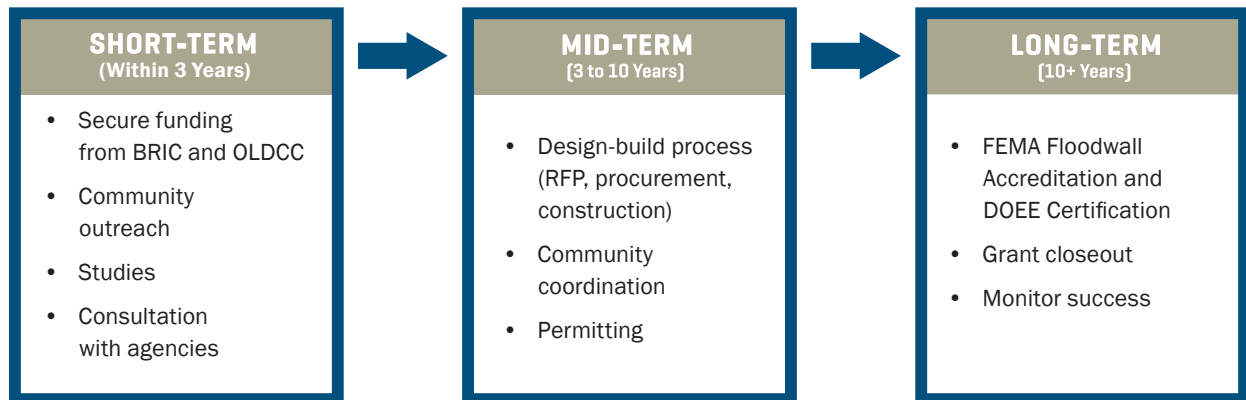 SHORT-TERM
(Within 3 Years)
• Secure funding
from BRIC and OLDCC
• Community
outreach
• Studies
• Consultation
with agencies
MID-TERM
(3 to 10 Years)
• Design-build process
(RFP, procurement,
construction)
• Community
coordination
• Permitting
LONG-TERM
(10+ Years)
• FEMA Floodwall
Accreditation and
DOEE Certification
• Grant closeout
• Monitor success